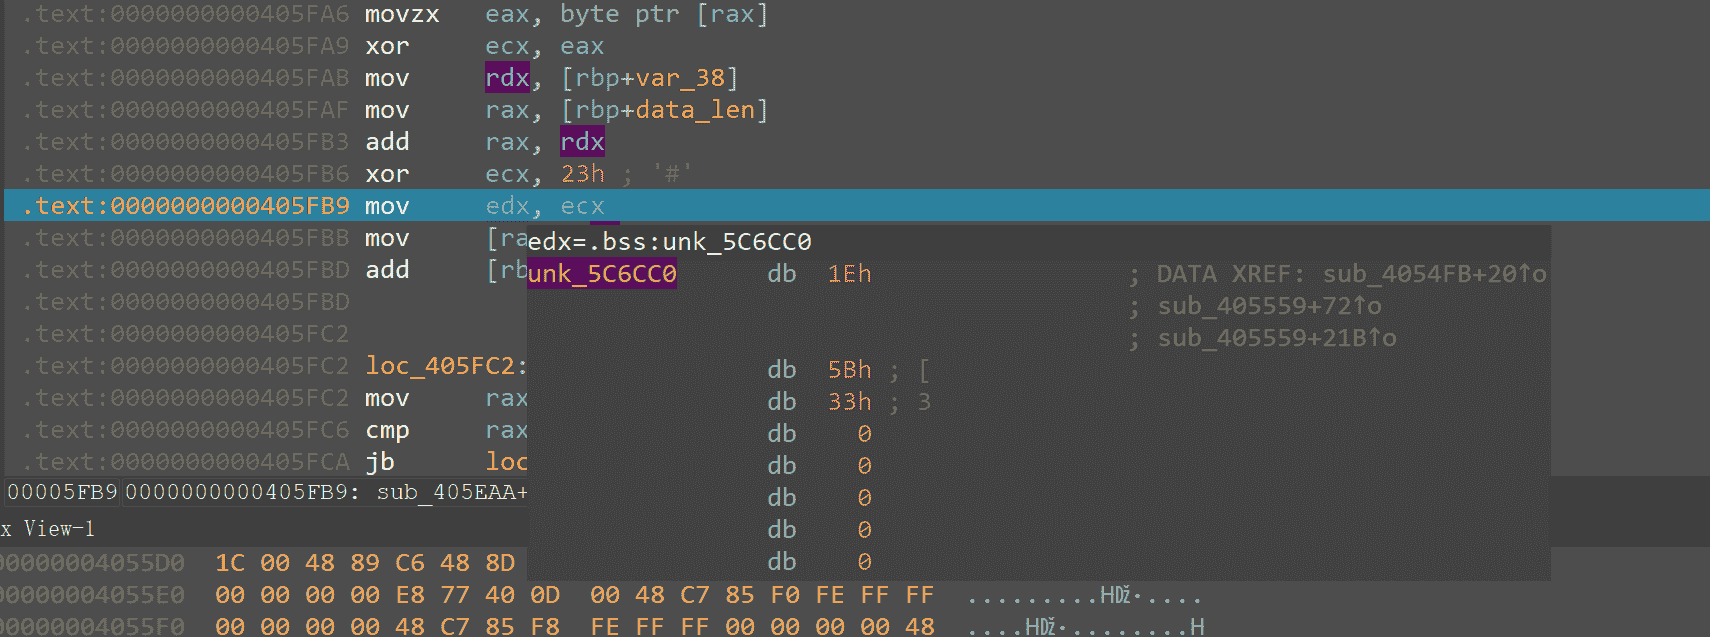 .text:0000000000405FA6 movzx eax, byte ptr [rax]
.text:0000000000405FA9 xor ecx, eax
.text:0000000000405FAB mov rdx, [rbp+var_38]
.text:0000000000405FAF mov rax, [rbp+data_len]
.text:0000000000405FB3 add rax, rdx
.text:0000000000405FB6 xor ecx, 23h ; '#'
.text:0000000000405FB9 mov edx, ecx
.text:0000000000405FBB mov [ra
edx=.bss:unk_5C6CC0
.text:0000000000405FBD add [rb
unk_5C6CC0 db 1Eh ; DATA XREF: sub_4054FB+20↑o
.text:0000000000405FBD
; sub_405559+72↑o
.text:0000000000405FC2
; sub_405559+21B↑o
.text:0000000000405FC2 loc_405FC2:
db 5Bh ; [
.text:0000000000405FC2 mov rax
db 33h ; 3
.text:0000000000405FC6 cmp rax
db 0
.text:0000000000405FCA jb loc
db 0
00005FB9 0000000000405FB9: sub_405EAA+
db 0
x View-1
db 0
00000004055D0 1C 00 48 89 C6 48 8D
db 0
00000004055E0 00 00 00 00 E8 77 40 0D 00 48 C7 85 F0 FE FF FF .........HDž·....
00000004055F0 00 00 00 00 48 C7 85 F8 FE FF FF 00 00 00 00 48 ....HDž·........H